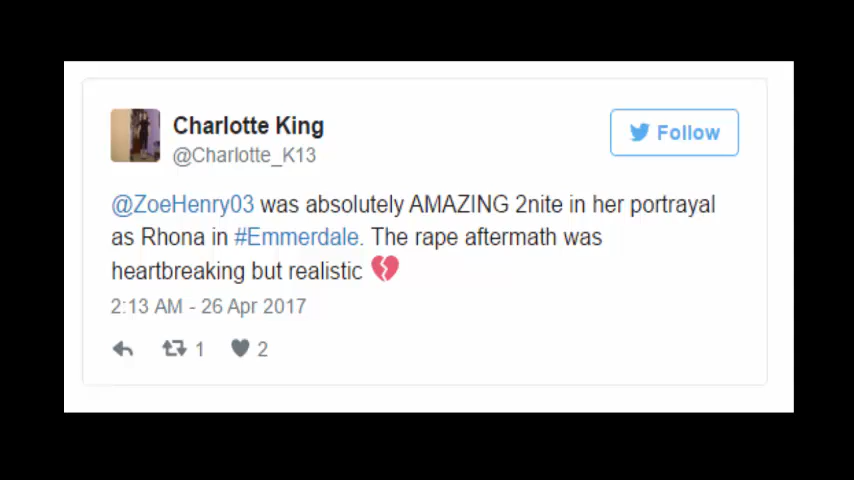 Charlotte King
@Charlotte_K13
Follow
@ZoeHenry03 was absolutely AMAZING 2nite in her portrayal
as Rhona in #Emmerdale. The rape aftermath was
heartbreaking but realistic 💔
2:13 AM - 26 Apr 2017
1 2